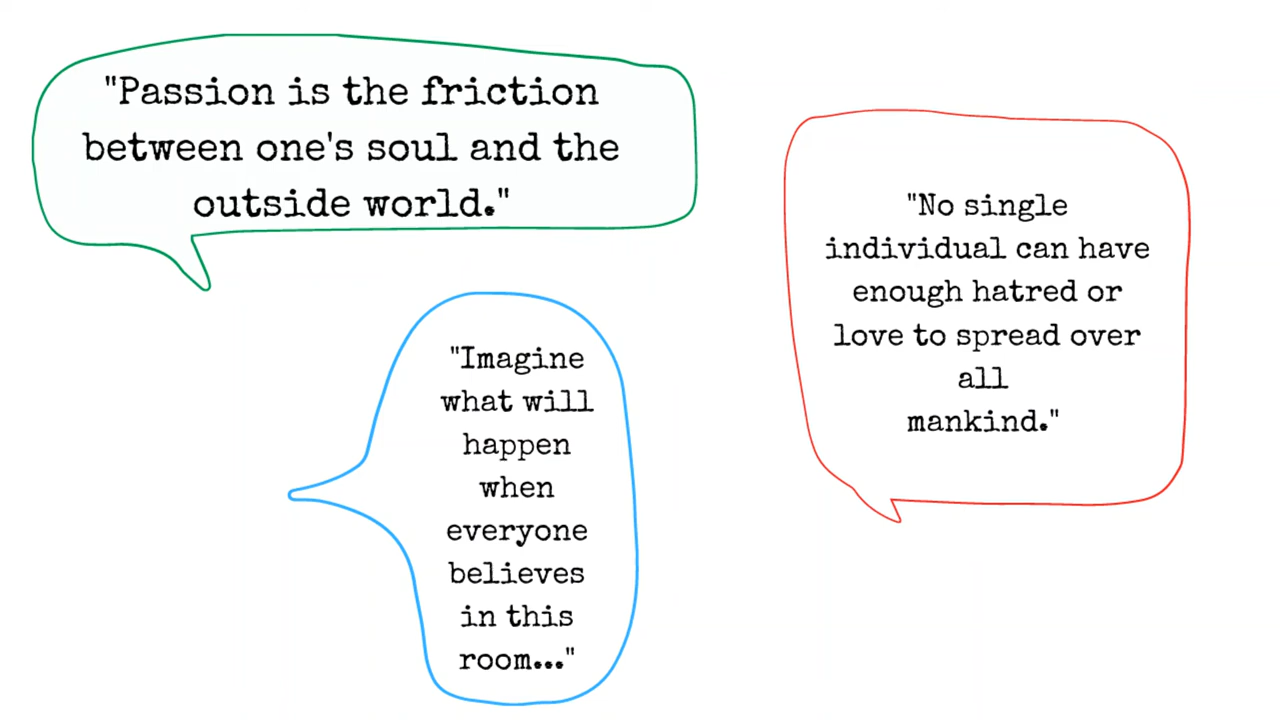 "Passion is the friction
between one's soul and the
outside world."
"No single
individual can have
enough hatred or
love to spread over
all
mankind."
"Imagine
what will
happen
when
everyone
believes
in this
room..."